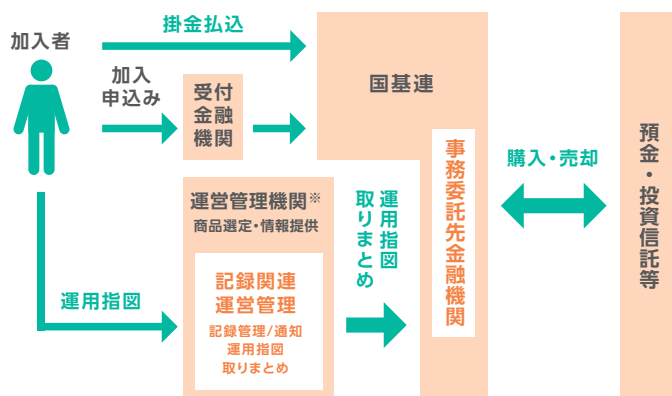 加入者
掛金払込
加入
申込み
受付
金融
機関
国基連
事務委託先金融機関
購入・売却
預金・投資信託等
運営管理機関※
商品選定・情報提供
記録関連
運営管理
記録管理/通知
運用指図
取りまとめ
運用指図
取りまとめ
運用指図